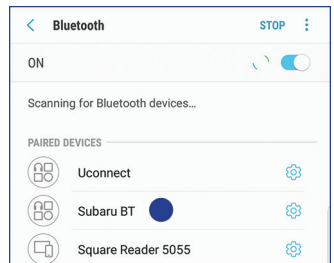 Bluetooth STOP
ON
Scanning for Bluetooth devices...
PAIRED DEVICES
Uconnect
Subaru BT
Square Reader 5055